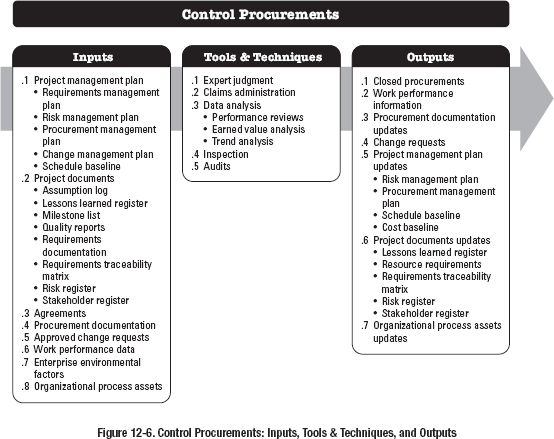 Control Procurements
Inputs
.1 Project management plan
• Requirements management
plan
• Risk management plan
• Procurement management
plan
• Change management plan
• Schedule baseline
.2 Project documents
• Assumption log
• Lessons learned register
• Milestone list
• Quality reports
• Requirements
documentation
• Requirements traceability
matrix
• Risk register
• Stakeholder register
.3 Agreements
.4 Procurement documentation
.5 Approved change requests
.6 Work performance data
.7 Enterprise environmental
factors
.8 Organizational process assets
Tools & Techniques
.1 Expert judgment
.2 Claims administration
.3 Data analysis
• Performance reviews
• Earned value analysis
• Trend analysis
.4 Inspection
.5 Audits
Outputs
.1 Closed procurements
.2 Work performance
information
.3 Procurement documentation
updates
.4 Change requests
.5 Project management plan
updates
• Risk management plan
• Procurement management
plan
• Schedule baseline
• Cost baseline
.6 Project documents updates
• Lessons learned register
• Resource requirements
• Requirements traceability
matrix
• Risk register
• Stakeholder register
.7 Organizational process assets
updates
Figure 12-6. Control Procurements: Inputs, Tools & Techniques, and Outputs